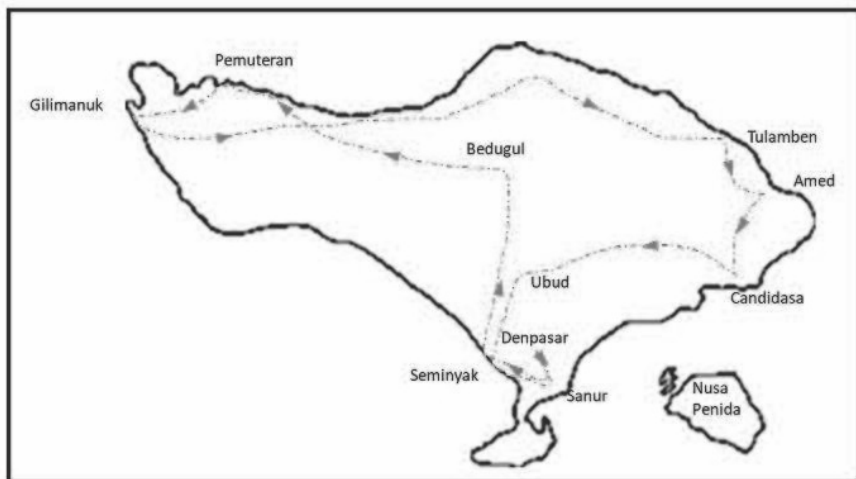 Pemuteran
Gilimanuk
Bedugul
Tulamben
Amed
Ubud
Candidasa
Denpasar
Seminyak
Sanur
Nusa
Penida